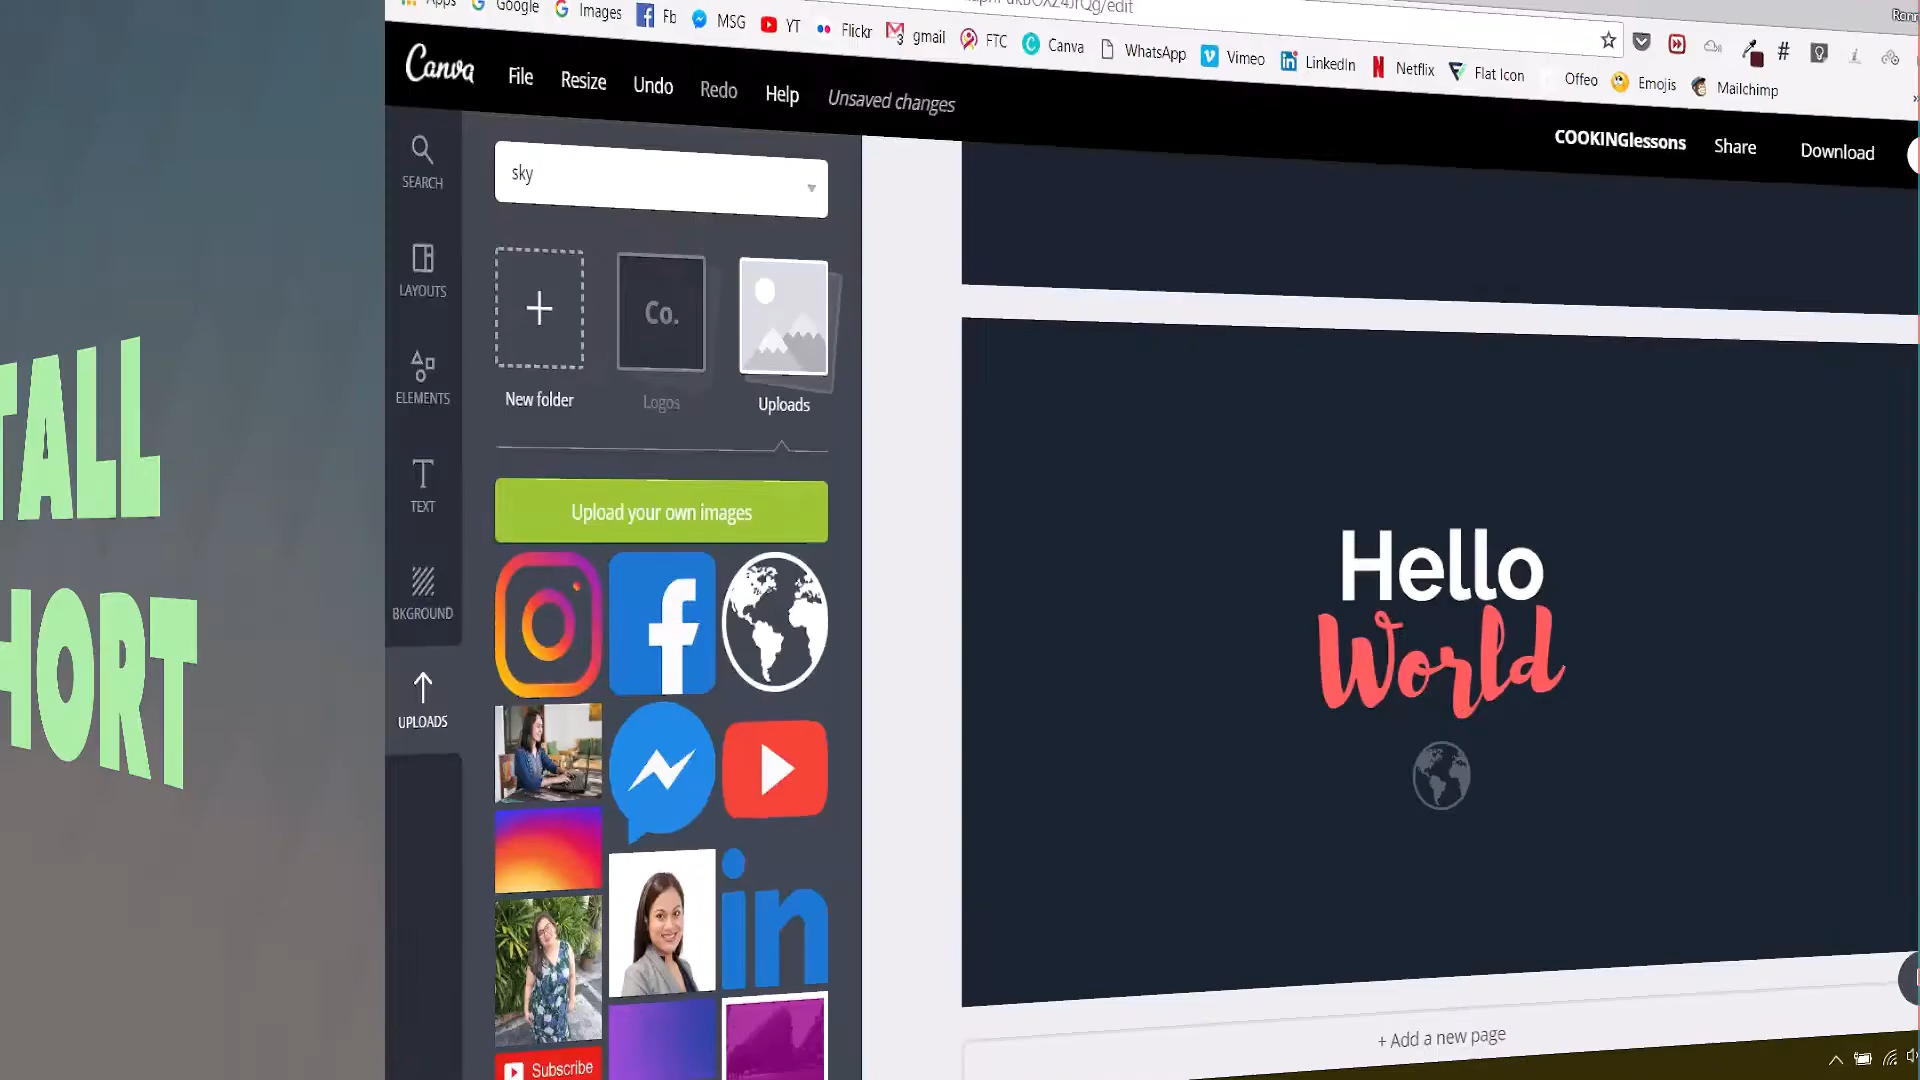 /edit
Apps Google Images Fb MSG YT Flickr gmail FTC Canva WhatsApp Vimeo LinkedIn Netflix Flat Icon Offeo Emojis Mailchimp
Canva File Resize Undo Redo Help Unsaved changes
COOKINGlessons Share Download
sky
SEARCH
LAYOUTS
ELEMENTS
TEXT
BKGROUND
UPLOADS
Co.
New folder Logos Uploads
Upload your own images
Subscribe
TALL
HORT
Hello
World
+ Add a new page